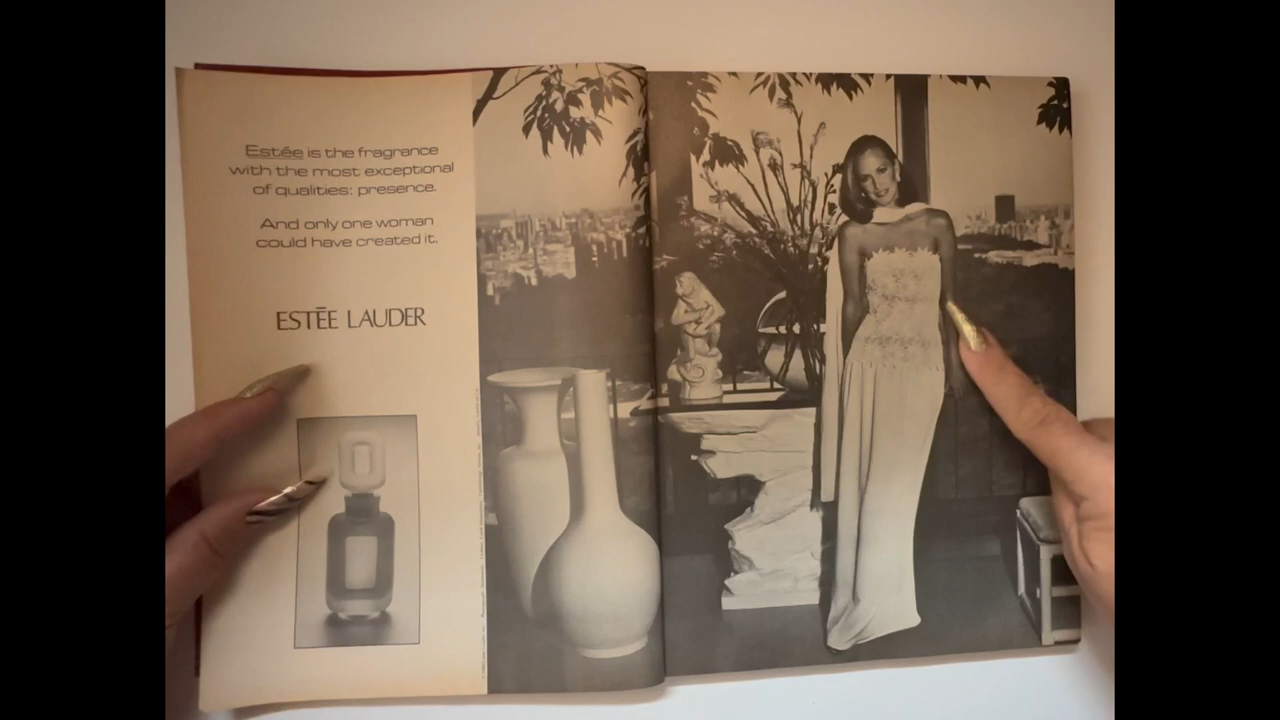 Estée is the fragrance
with the most exceptional
of qualities: presence.
And only one woman
could have created it.
ESTĒE LAUDER